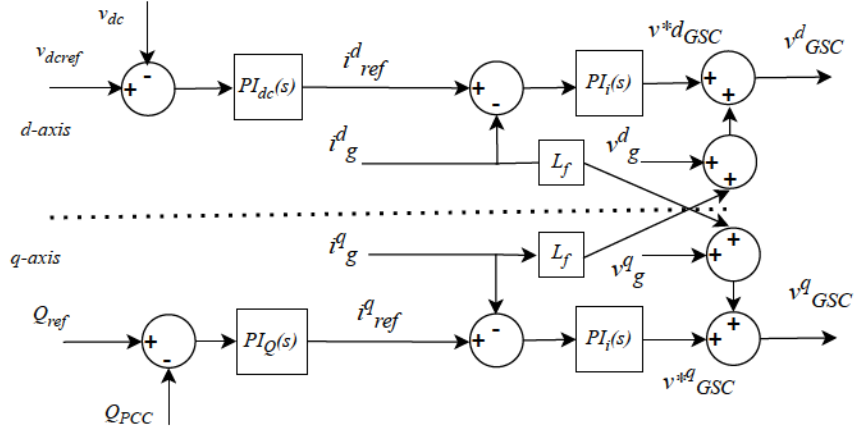 v_dc
v_dcref
PI_dc(s)
i^d_ref
PI_i(s)
v*d_GSC
v^d_GSC
d-axis
i^d_g
L_f
v^d_g
q-axis
i^q_g
L_f
v^q_g
Q_ref
PI_Q(s)
i^q_ref
PI_i(s)
v*^q_GSC
v^q_GSC
Q_PCC